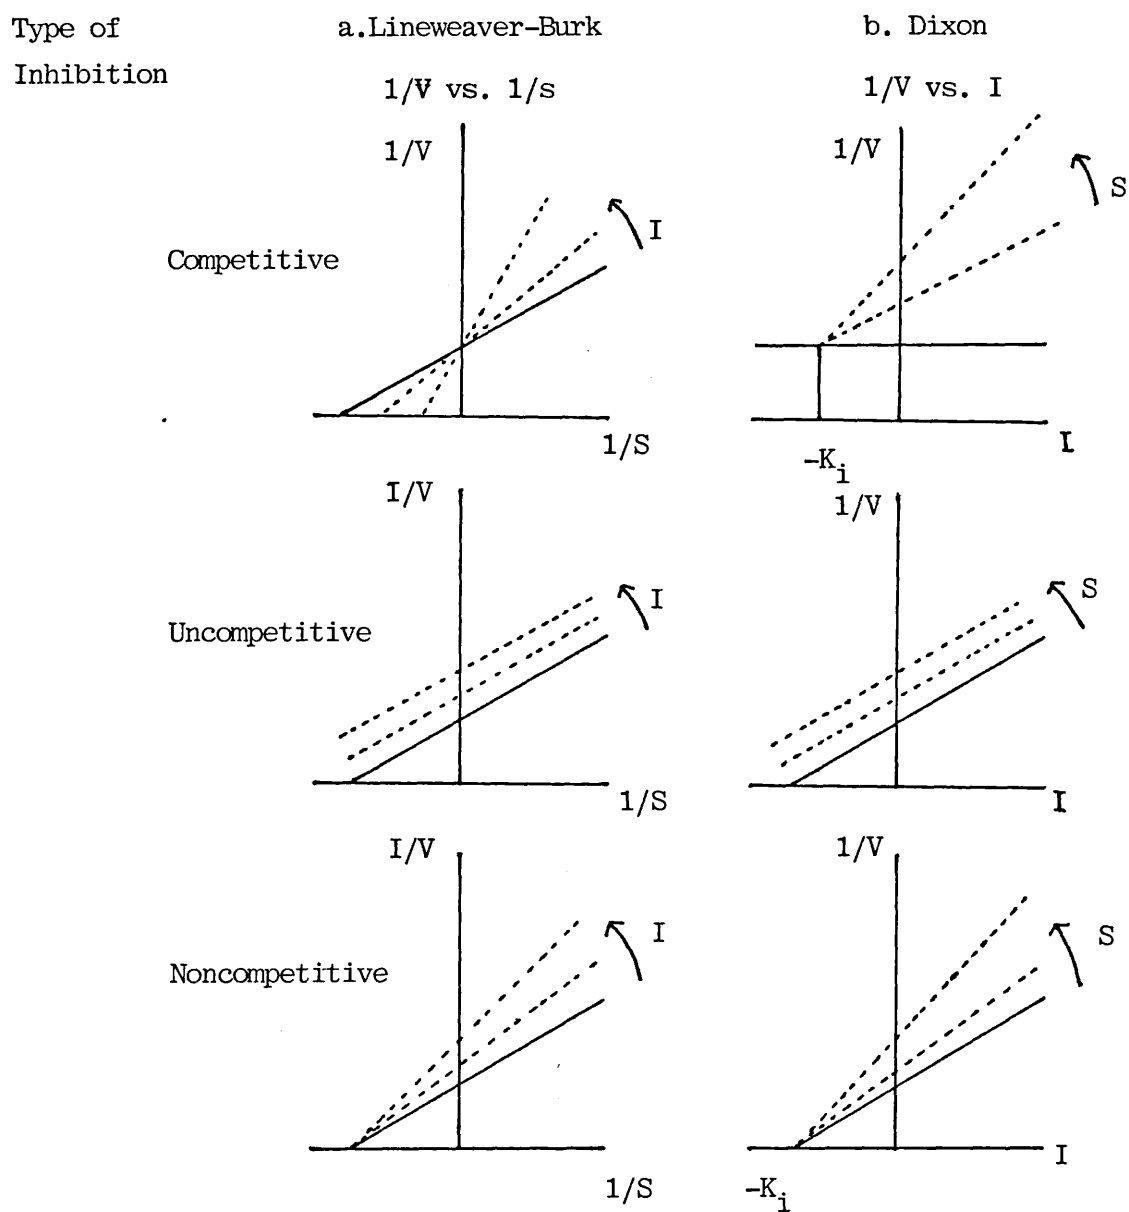 Type of
Inhibition
a.Lineweaver-Burk
b. Dixon
1/V vs. 1/s
1/V vs. I
Competitive
1/V
I
1/S
1/V
S
I
-Ki
Uncompetitive
I/V
I
1/S
1/V
S
I
Noncompetitive
I/V
I
1/S
1/V
S
I
-Ki